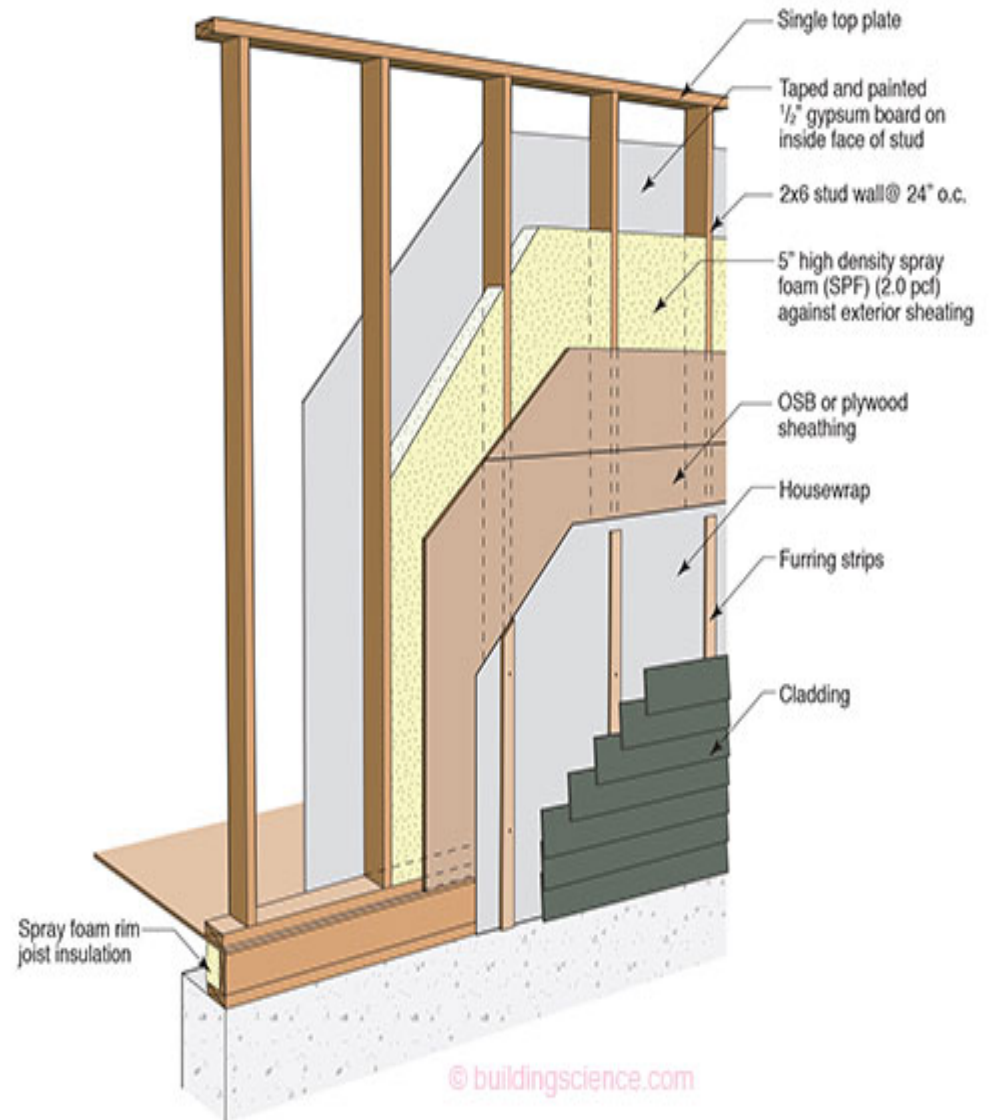 Single top plate
Taped and painted
1/2" gypsum board on
inside face of stud
2x6 stud wall@ 24" o.c.
5" high density spray
foam (SPF) (2.0 pcf)
against exterior sheating
OSB or plywood
sheathing
Housewrap
Furring strips
Cladding
Spray foam rim
joist insulation
© buildingscience.com